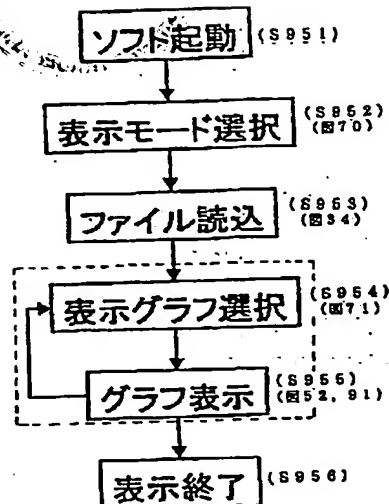 ソフト起動 (S951)
表示モード選択 (S952)
(図70)
ファイル読込 (S953)
(図34)
表示グラフ選択 (S954)
(図71)
グラフ表示 (S955)
(図52, 91)
表示終了 (S956)